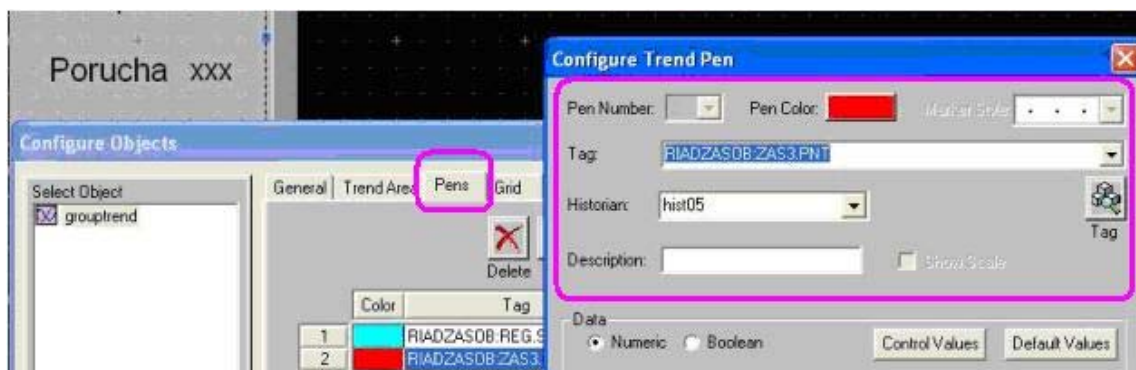 Porucha xxx
Configure Objects
Select Object
grouptrend
General Trend Area Pens Grid
Delete
Color Tag
1 RIADZASOB:REG.S
2 RIADZASOB:ZAS3.
Configure Trend Pen
Pen Number: Pen Color: Marker Style:
Tag: RIADZASOB:ZAS3.PNT
Historian: hist05
Tag
Description: Show Scale
Data
Numeric Boolean Control Values Default Values